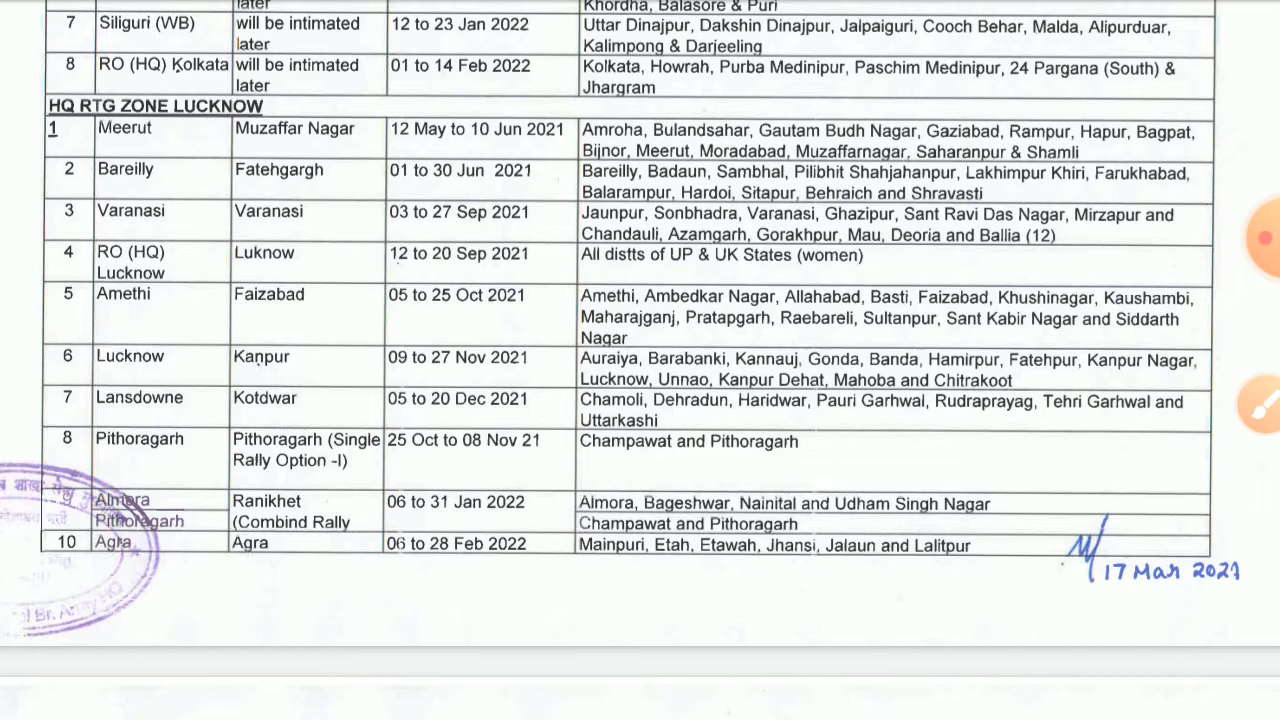 later
Khordha, Balasore & Puri
7 Siliguri (WB) will be intimated later 12 to 23 Jan 2022 Uttar Dinajpur, Dakshin Dinajpur, Jalpaiguri, Cooch Behar, Malda, Alipurduar,
Kalimpong & Darjeeling
8 RO (HQ) Kolkata will be intimated later 01 to 14 Feb 2022 Kolkata, Howrah, Purba Medinipur, Paschim Medinipur, 24 Pargana (South) &
Jhargram
HQ RTG ZONE LUCKNOW
1 Meerut Muzaffar Nagar 12 May to 10 Jun 2021 Amroha, Bulandsahar, Gautam Budh Nagar, Gaziabad, Rampur, Hapur, Bagpat,
Bijnor, Meerut, Moradabad, Muzaffarnagar, Saharanpur & Shamli
2 Bareilly Fatehgargh 01 to 30 Jun 2021 Bareilly, Badaun, Sambhal, Pilibhit Shahjahanpur, Lakhimpur Khiri, Farukhabad,
Balarampur, Hardoi, Sitapur, Behraich and Shravasti
3 Varanasi Varanasi 03 to 27 Sep 2021 Jaunpur, Sonbhadra, Varanasi, Ghazipur, Sant Ravi Das Nagar, Mirzapur and
Chandauli, Azamgarh, Gorakhpur, Mau, Deoria and Ballia (12)
4 RO (HQ) Luknow 12 to 20 Sep 2021 All distts of UP & UK States (women)
Lucknow
5 Amethi Faizabad 05 to 25 Oct 2021 Amethi, Ambedkar Nagar, Allahabad, Basti, Faizabad, Khushinagar, Kaushambi,
Maharajganj, Pratapgarh, Raebareli, Sultanpur, Sant Kabir Nagar and Siddarth
Nagar
6 Lucknow Kanpur 09 to 27 Nov 2021 Auraiya, Barabanki, Kannauj, Gonda, Banda, Hamirpur, Fatehpur, Kanpur Nagar,
Lucknow, Unnao, Kanpur Dehat, Mahoba and Chitrakoot
7 Lansdowne Kotdwar 05 to 20 Dec 2021 Chamoli, Dehradun, Haridwar, Pauri Garhwal, Rudraprayag, Tehri Garhwal and
Uttarkashi
8 Pithoragarh Pithoragarh (Single 25 Oct to 08 Nov 21 Champawat and Pithoragarh
Rally Option -I)
Almora Ranikhet 06 to 31 Jan 2022 Almora, Bageshwar, Nainital and Udham Singh Nagar
Pithoragarh (Combind Rally Champawat and Pithoragarh
10 Agra Agra 06 to 28 Feb 2022 Mainpuri, Etah, Etawah, Jhansi, Jalaun and Lalitpur
17 Mar 2021
Br. Army HQ